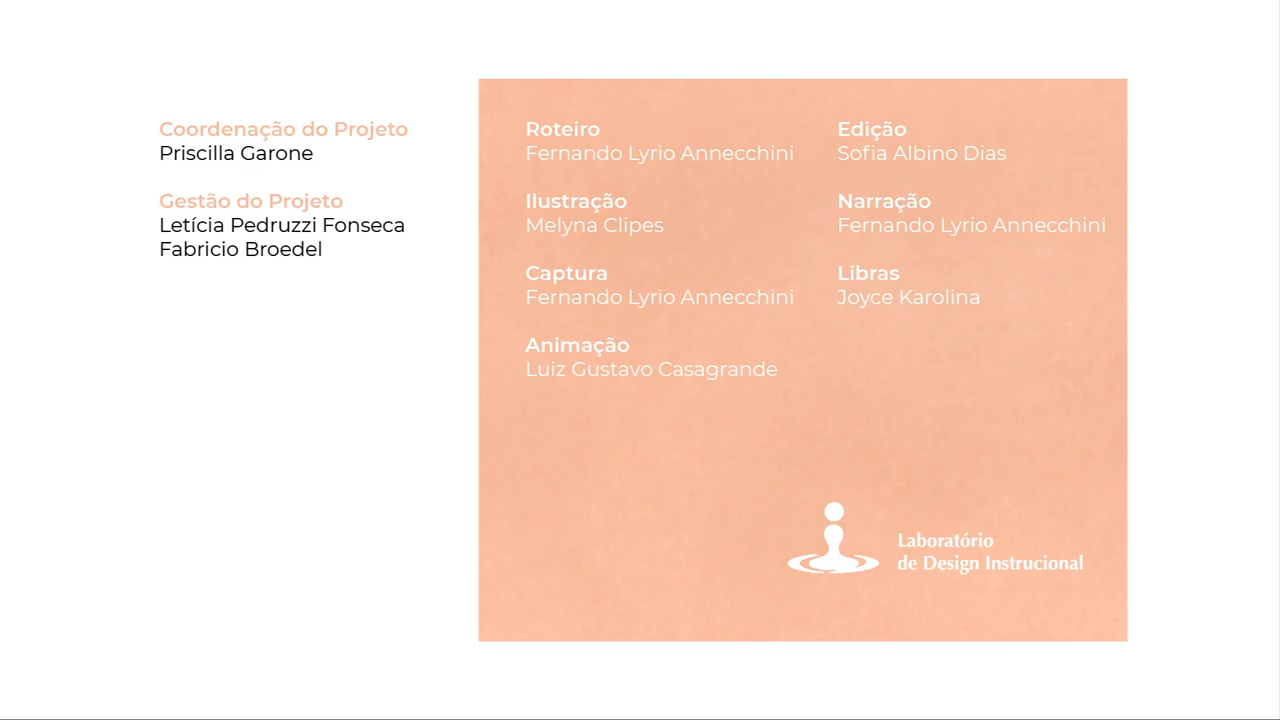 Coordenação do Projeto
Priscilla Garone
Gestão do Projeto
Letícia Pedruzzi Fonseca
Fabricio Broedel
Roteiro
Fernando Lyrio Annecchini
Ilustração
Melyna Clipes
Captura
Fernando Lyrio Annecchini
Animação
Luiz Gustavo Casagrande
Edição
Sofia Albino Dias
Narração
Fernando Lyrio Annecchini
Libras
Joyce Karolina
Laboratório
de Design Instrucional